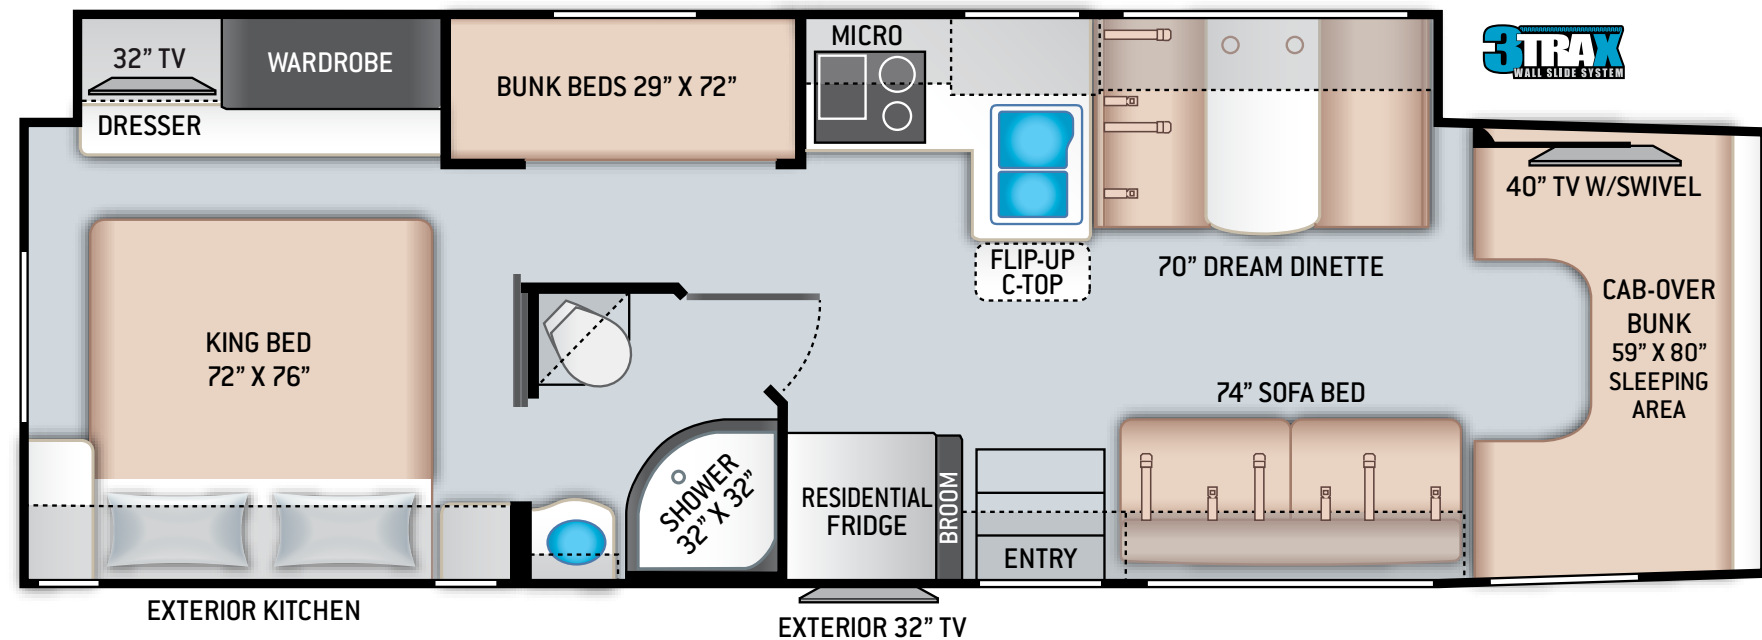 32” TV
WARDROBE
DRESSER
BUNK BEDS 29” X 72”
MICRO
3TRAX
WALL SLIDE SYSTEM
40” TV W/SWIVEL
FLIP-UP
C-TOP
70” DREAM DINETTE
CAB-OVER
BUNK
59” X 80”
SLEEPING
AREA
KING BED
72” X 76”
74” SOFA BED
SHOWER
32” X 32”
RESIDENTIAL
FRIDGE
BROOM
ENTRY
EXTERIOR KITCHEN
EXTERIOR 32” TV